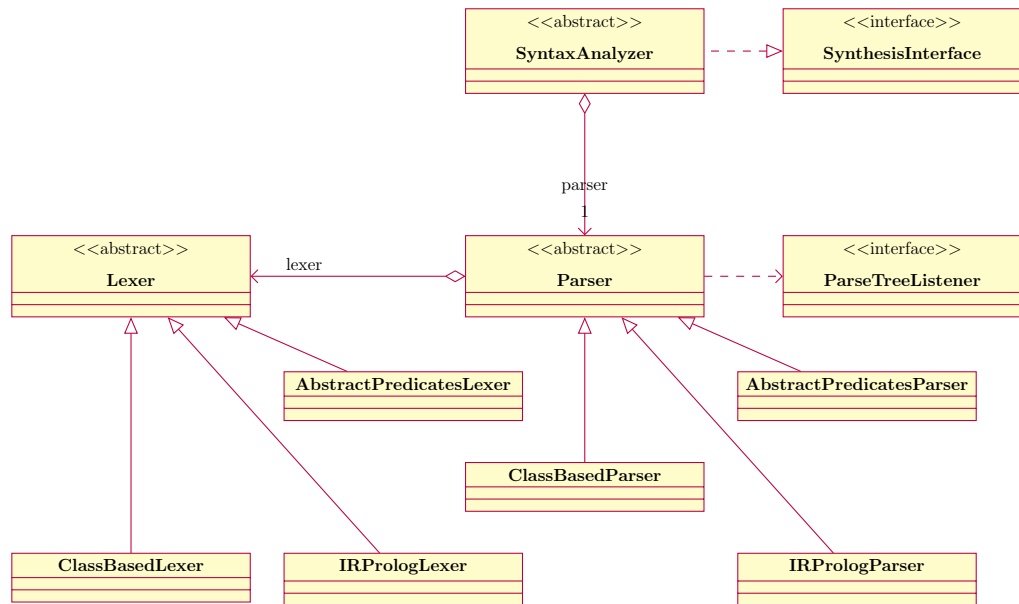 <<abstract>>
SyntaxAnalyzer
<<interface>>
SynthesisInterface
parser
1
<<abstract>>
Lexer
lexer
<<abstract>>
Parser
<<interface>>
ParseTreeListener
AbstractPredicatesLexer
AbstractPredicatesParser
ClassBasedParser
ClassBasedLexer
IRPrologLexer
IRPrologParser